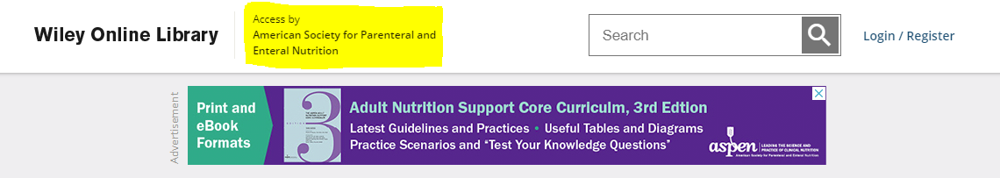 Wiley Online Library
Access by
American Society for Parenteral and
Enteral Nutrition
Search
Login / Register
Advertisement
Print and
eBook
Formats
3
Adult Nutrition Support Core Curriculm, 3rd Edtion
Latest Guidelines and Practices • Useful Tables and Diagrams
Practice Scenarios and “Test Your Knowledge Questions”
aspen
LEADING THE SCIENCE AND
PRACTICE OF CLINICAL NUTRITION
American Society for Parenteral and Enteral Nutrition